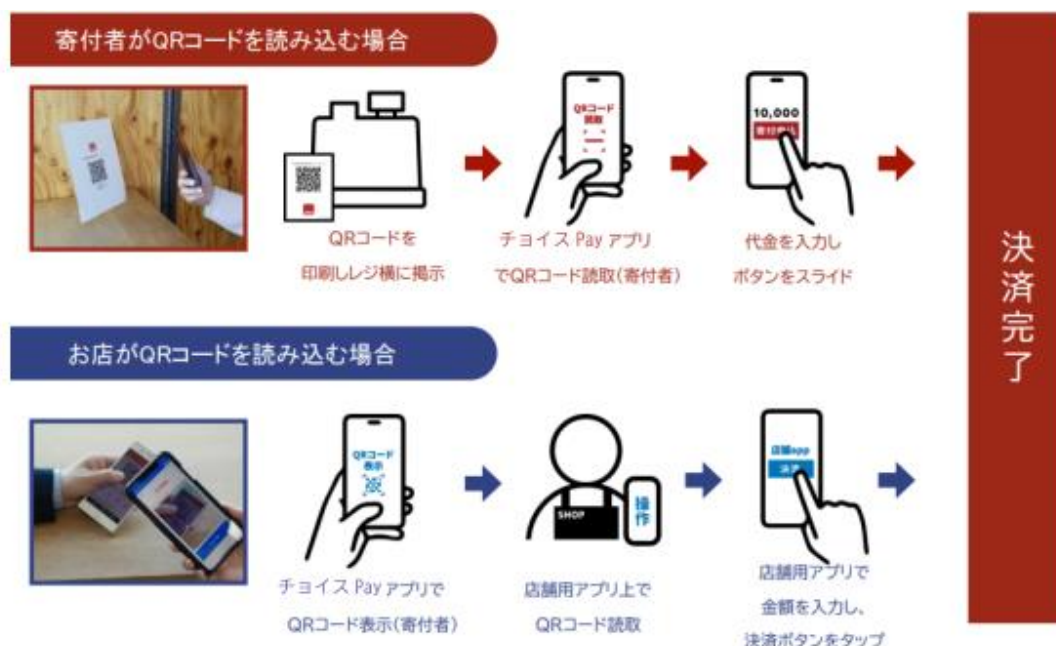 寄付者がQRコードを読み込む場合
QRコードを
印刷しレジ横に掲示
QRコード
読取
チョイス Pay アプリ
でQRコード読取(寄付者)
10,000
代金を入力し
ボタンをスライド
お店がQRコードを読み込む場合
QRコード
表示
チョイス Pay アプリで
QRコード表示(寄付者)
SHOP
操作
店舗用アプリ上で
QRコード読取
店舗app
決済
店舗用アプリで
金額を入力し、
決済ボタンをタップ
決済完了